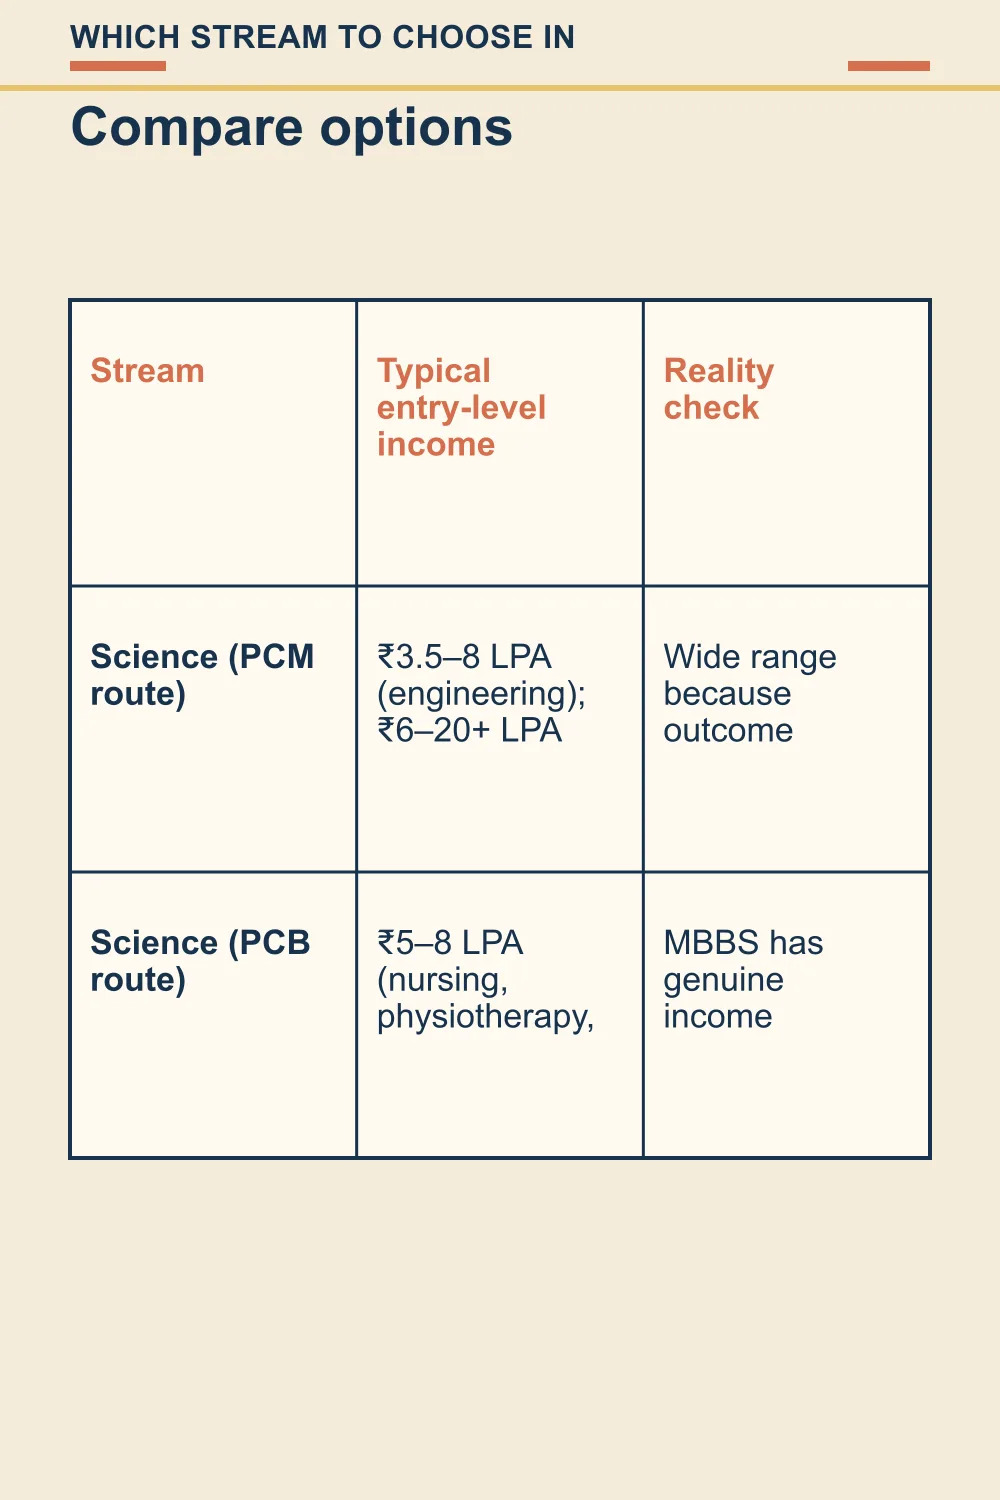 WHICH STREAM TO CHOOSE IN
Compare options
Stream
Typical
entry-level
income
Reality
check
Science (PCM
route)
₹3.5–8 LPA
(engineering);
₹6–20+ LPA
Wide range
because
outcome
Science (PCB
route)
₹5–8 LPA
(nursing,
physiotherapy,
MBBS has
genuine
income